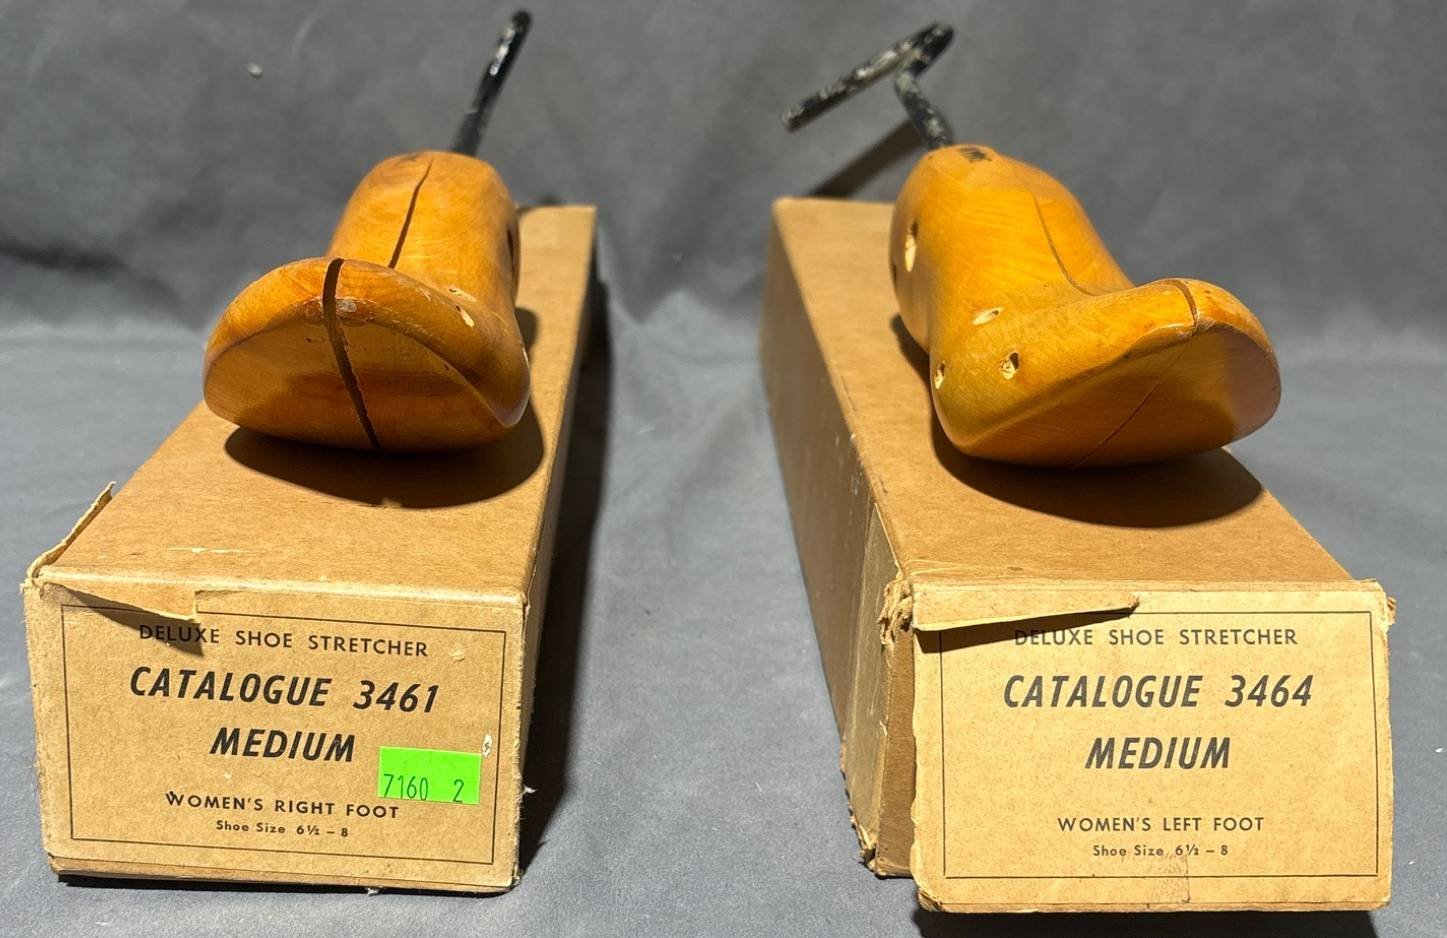 DELUXE SHOE STRETCHER
CATALOGUE 3461
MEDIUM
7160 2
WOMEN'S RIGHT FOOT
Shoe Size 6½ – 8
DELUXE SHOE STRETCHER
CATALOGUE 3464
MEDIUM
WOMEN'S LEFT FOOT
Shoe Size 6½ – 8